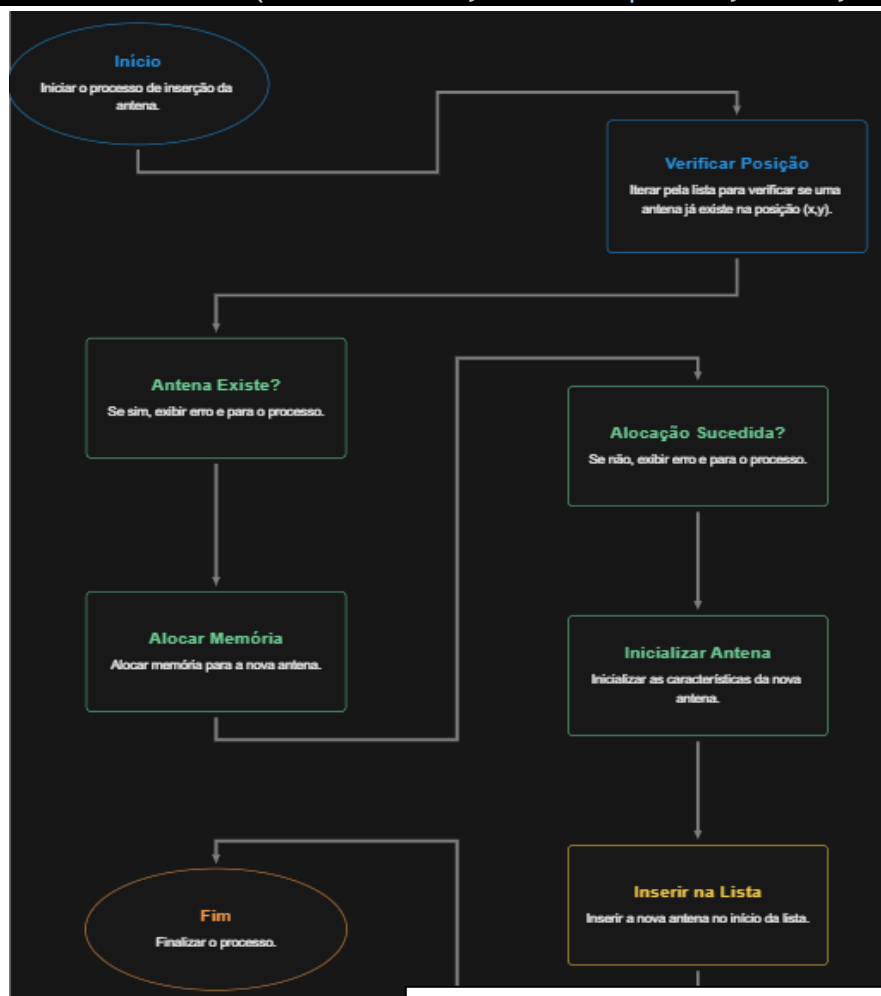 Início
Iniciar o processo de inserção da
antena.
Verificar Posição
Iterar pela lista para verificar se uma
antena já existe na posição (x,y).
Antena Existe?
Se sim, exibir erro e para o processo.
Alocação Sucedida?
Se não, exibir erro e para o processo.
Alocar Memória
Alocar memória para a nova antena.
Inicializar Antena
Inicializar as características da nova
antena.
Inserir na Lista
Inserir a nova antena no início da lista.
Fim
Finalizar o processo.